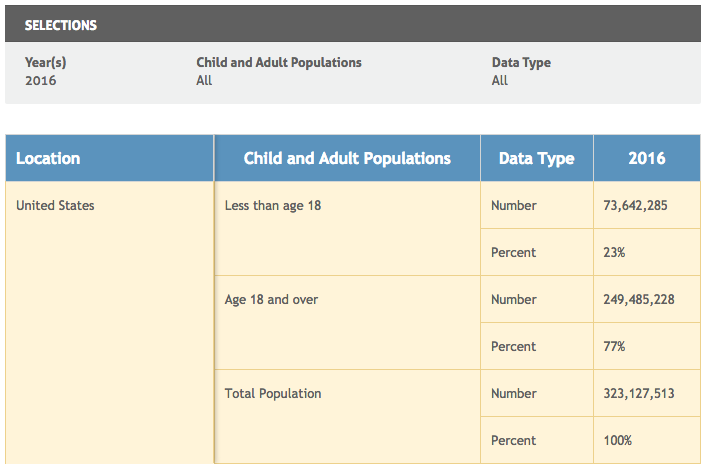 SELECTIONS
Year(s) Child and Adult Populations Data Type
2016 All All
Location Child and Adult Populations Data Type 2016
United States Less than age 18 Number 73,642,285
Percent 23%
Age 18 and over Number 249,485,228
Percent 77%
Total Population Number 323,127,513
Percent 100%